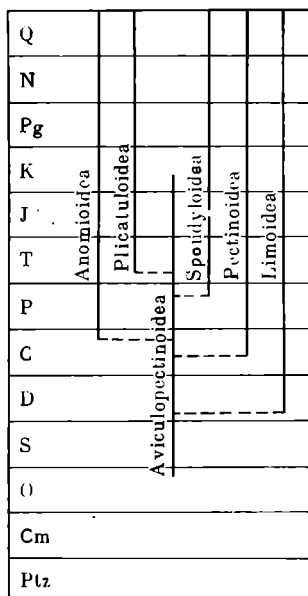 Q
N
Pg
K
J
T
P
C
D
S
O
Cm
Ptz
Anomioidea
Plicatuloidea
Aviculopectinoidea
Spondyloidea
Pectinoidea
Limoidea